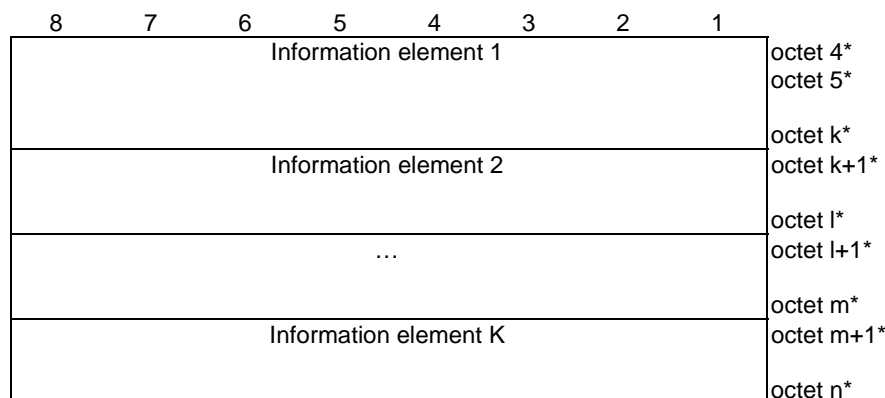 8 7 6 5 4 3 2 1
Information element 1 octet 4*
octet 5*
octet k*
Information element 2 octet k+1*
octet l*
… octet l+1*
octet m*
Information element K octet m+1*
octet n*